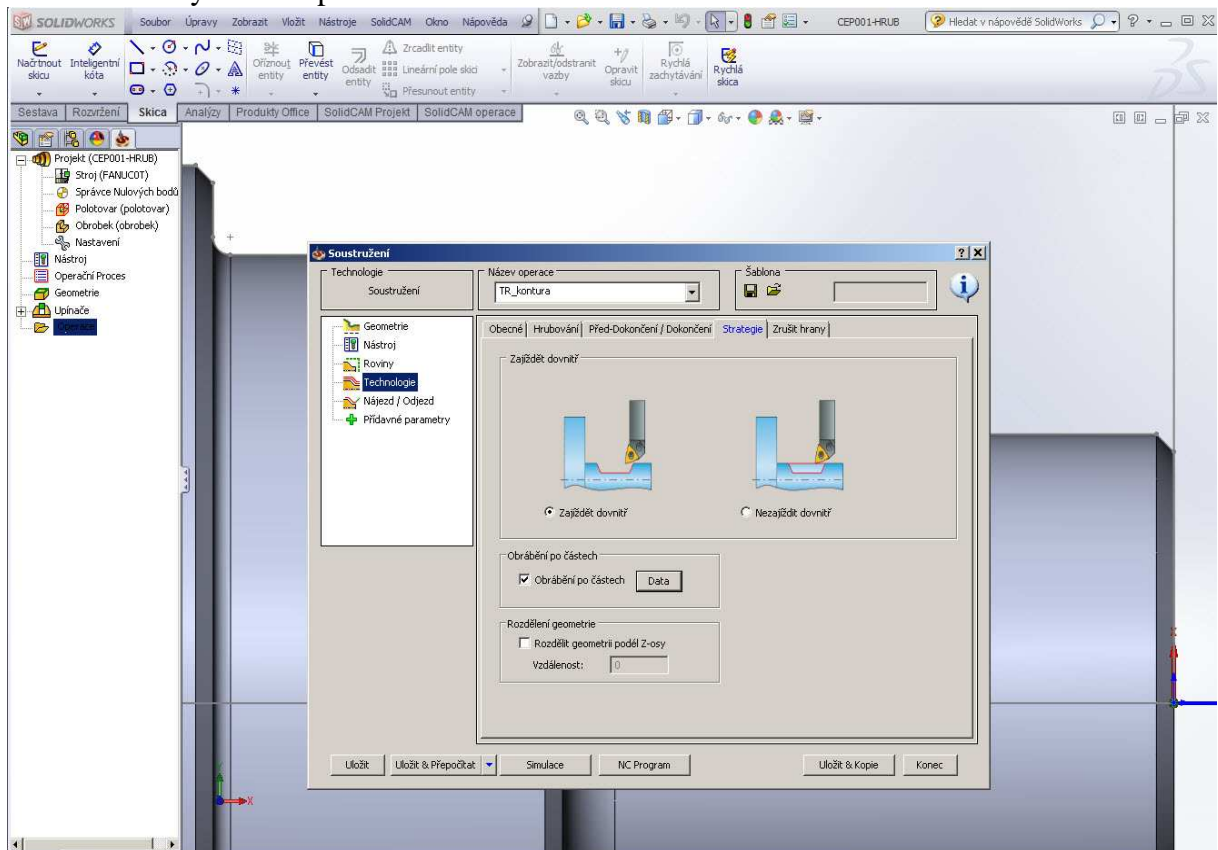 SOLIDWORKS Soubor Úpravy Zobrazit Vložit Nástroje SolidCAM Okno Nápověda CEP001-HRUB Hledat v nápovědě SolidWorks
Načrtnout skicu
Inteligentní kóta
Oříznout entity
Převést entity
Odsadit entity
Zrcadlit entity
Lineární pole skici
Přesunout entity
Zobrazit/odstranit vazby
Opravit skicu
Rychlá zachytávání
Rychlá skica
Sestava Rozvržení Skica Analýzy Produkty Office SolidCAM Projekt SolidCAM operace
Projekt (CEP001-HRUB)
Stroj (FANUC0T)
Správce Nulových bodů
Polotovar (polotovar)
Obrobek (obrobek)
Nastavení
Nástroj
Operační Proces
Geometrie
Upínače
Operace
Soustružení
Technologie
Soustružení
Název operace
TR_kontura
Šablona
Geometrie
Nástroj
Roviny
Technologie
Nájezd / Odjezd
Přídavné parametry
Obecné Hrubování Před-Dokončení / Dokončení Strategie Zrušit hrany
Zajíždět dovnitř
Zajíždět dovnitř Nezajíždit dovnitř
Obrábění po částech
Obrábění po částech Data
Rozdělení geometrie
Rozdělit geometrii podél Z-osy
Vzdálenost: 0
Uložit Uložit & Přepočítat Simulace NC Program Uložit & Kopie Konec
X
Y
X